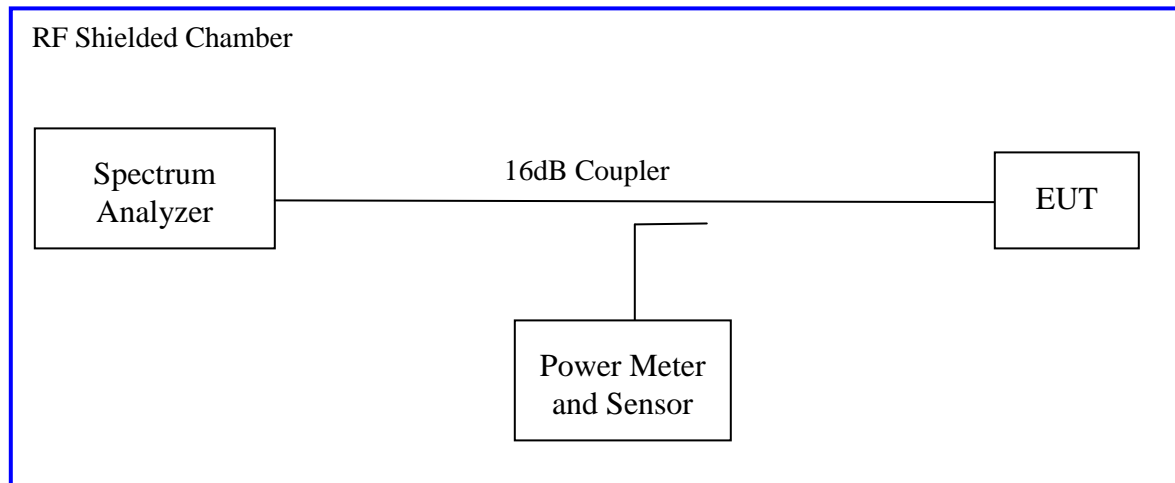 RF Shielded Chamber
Spectrum
Analyzer
16dB Coupler
EUT
Power Meter
and Sensor